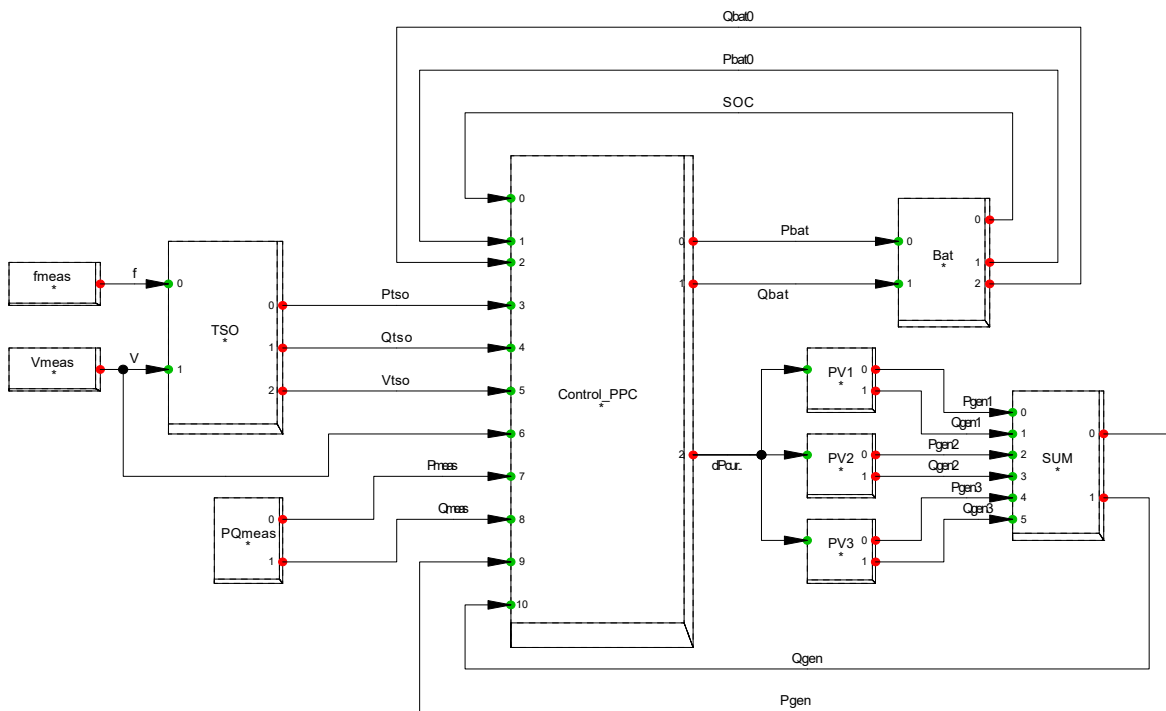 Qbat0
Pbat0
SOC
0
1
2
3
4
5
6
7
8
9
10
Control_PPC
*
0
1
2
Pbat
Qbat
0
1
Bat
*
0
1
2
fmeas
*
f
Vmeas
*
V
0
1
TSO
*
0
1
2
Ptso
Qtso
Vtso
Pmeas
Qmeas
PQmeas
*
0
1
dPcur..
PV1
*
0
1
PV2
*
0
1
PV3
*
0
1
Pgen1
Qgen1
Pgen2
Qgen2
Pgen3
Qgen3
0
1
2
3
4
5
SUM
*
0
1
Qgen
Pgen